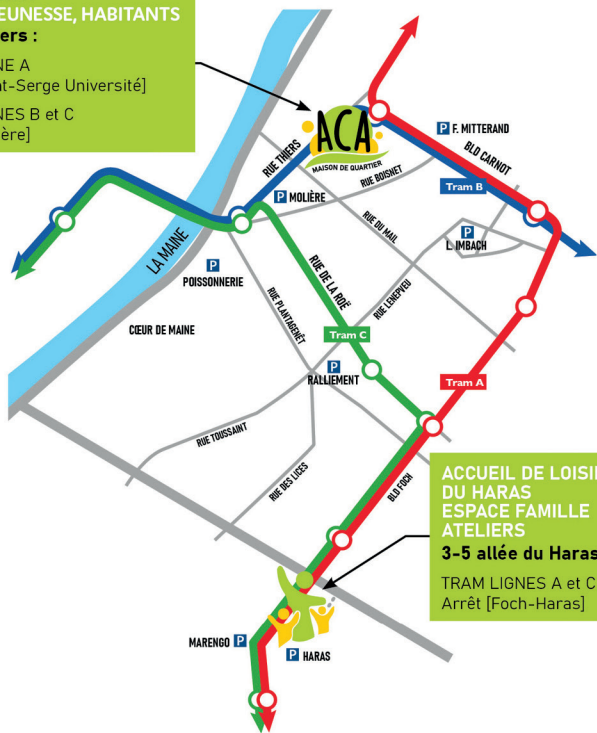 EUNESSE, HABITANTS
ers :
NE A
t-Serge Université]
NES B et C
ère]
ACA
MAISON DE QUARTIER
P F. MITTERAND
BLD CARNOT
RUE THIERS
RUE BOISNET
Tram B
P MOLIÈRE
RUE DU MAIL
P
L. IMBACH
LA MAINE
P
POISSONNERIE
RUE DE LA ROË
RUE LENEPVEU
RUE PLANTAGENÊT
CŒUR DE MAINE
Tram C
P
RALLIEMENT
Tram A
RUE TOUSSAINT
RUE DES LICES
BLD FOCH
ACCUEIL DE LOISI
DU HARAS
ESPACE FAMILLE
ATELIERS
3-5 allée du Haras
TRAM LIGNES A et C
Arrêt [Foch-Haras]
MARENGO P
P HARAS